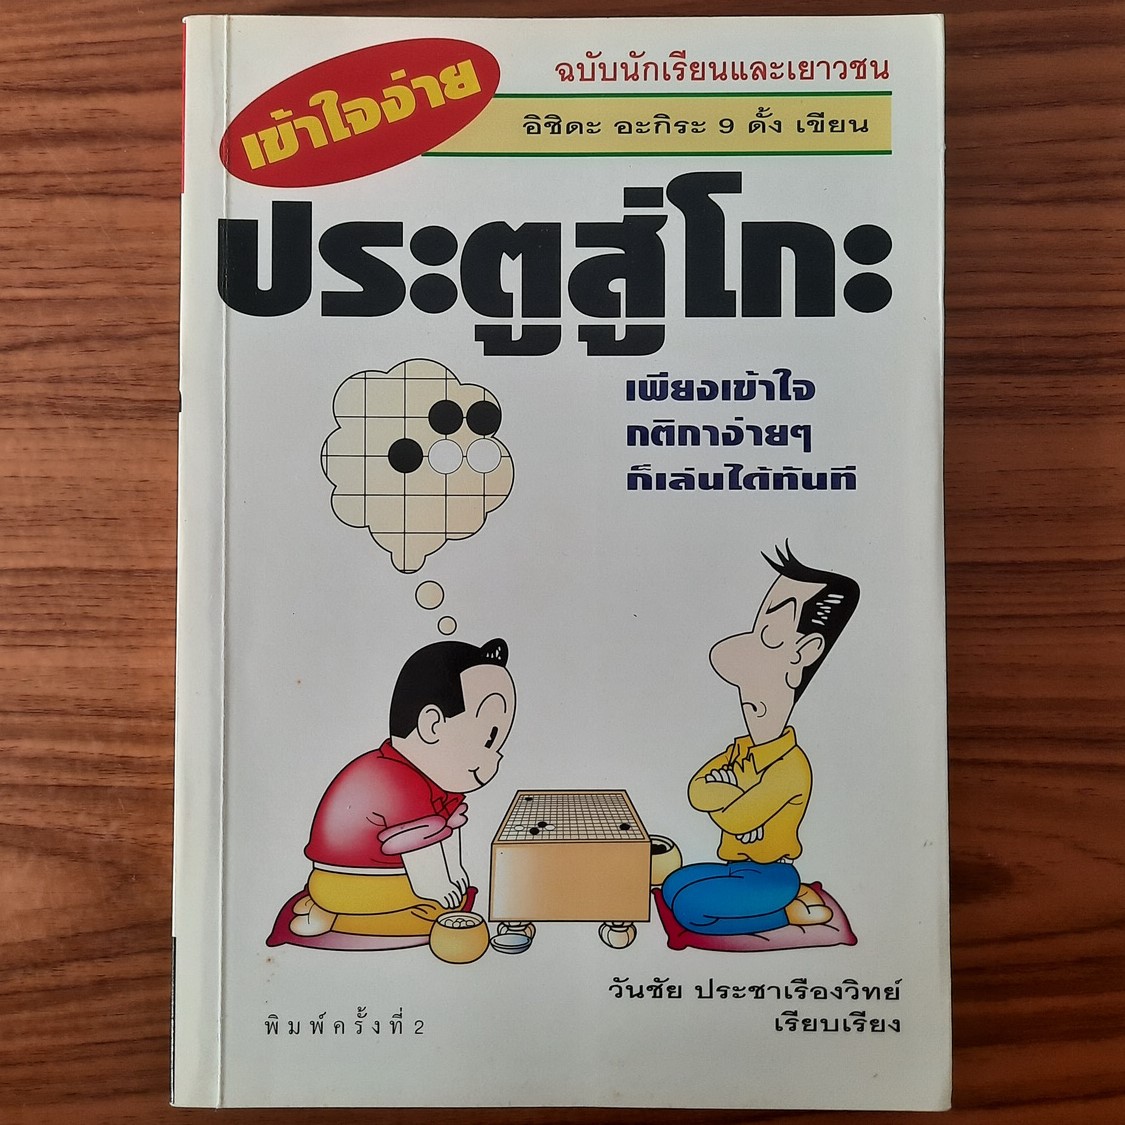 เข้าใจง่าย
ฉบับนักเรียนและเยาวชน
อิชิดะ อะกิระ 9 ดั้ง เขียน
ประตูสู่โกะ
เพียงเข้าใจ
กติกาง่ายๆ
ก็เล่นได้ทันที
วันชัย ประชาเรืองวิทย์
เรียบเรียง
พิมพ์ครั้งที่ 2